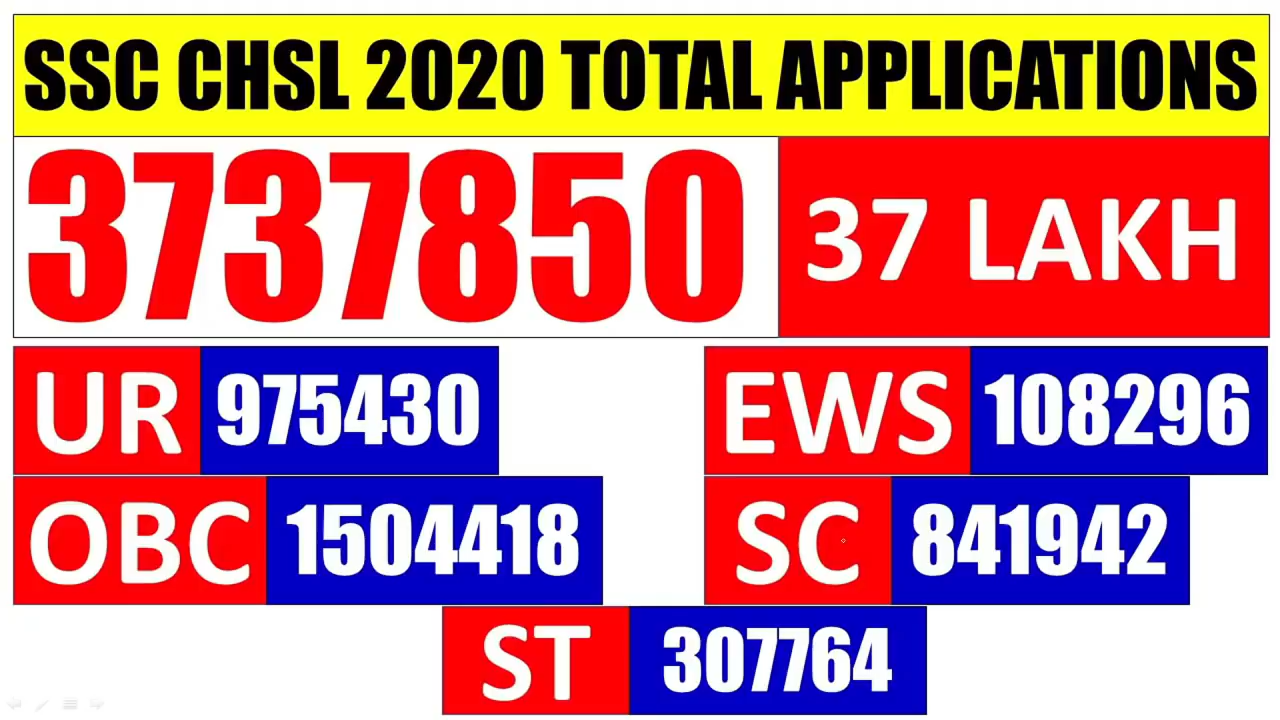 SSC CHSL 2020 TOTAL APPLICATIONS
3737850 37 LAKH
UR 975430 EWS 108296
OBC 1504418 SC 841942
ST 307764